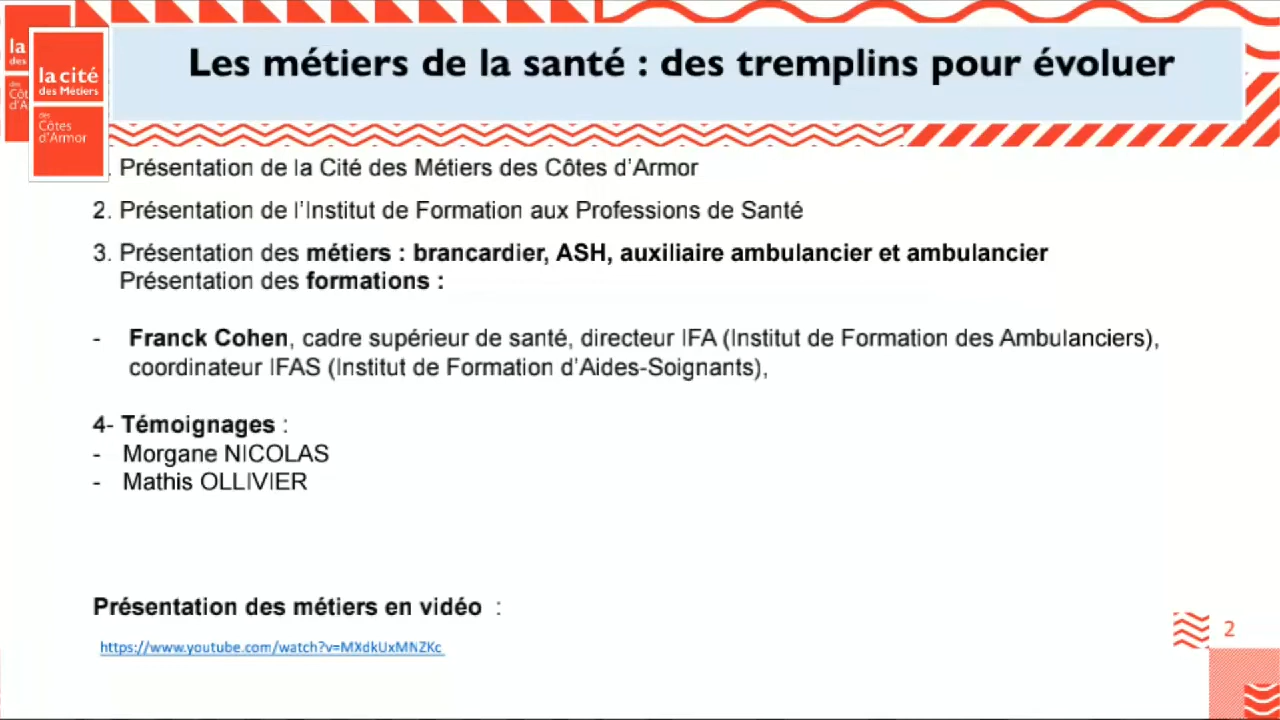 la
des
des
Côt
d'A
la cité
des Métiers
des
Côtes
d'Armor
Les métiers de la santé : des tremplins pour évoluer
. Présentation de la Cité des Métiers des Côtes d'Armor
2. Présentation de l'Institut de Formation aux Professions de Santé
3. Présentation des métiers : brancardier, ASH, auxiliaire ambulancier et ambulancier
Présentation des formations :
- Franck Cohen, cadre supérieur de santé, directeur IFA (Institut de Formation des Ambulanciers),
coordinateur IFAS (Institut de Formation d'Aides-Soignants),
4- Témoignages :
- Morgane NICOLAS
- Mathis OLLIVIER
Présentation des métiers en vidéo :
https://www.youtube.com/watch?v=MXdkUxMNZKc
2